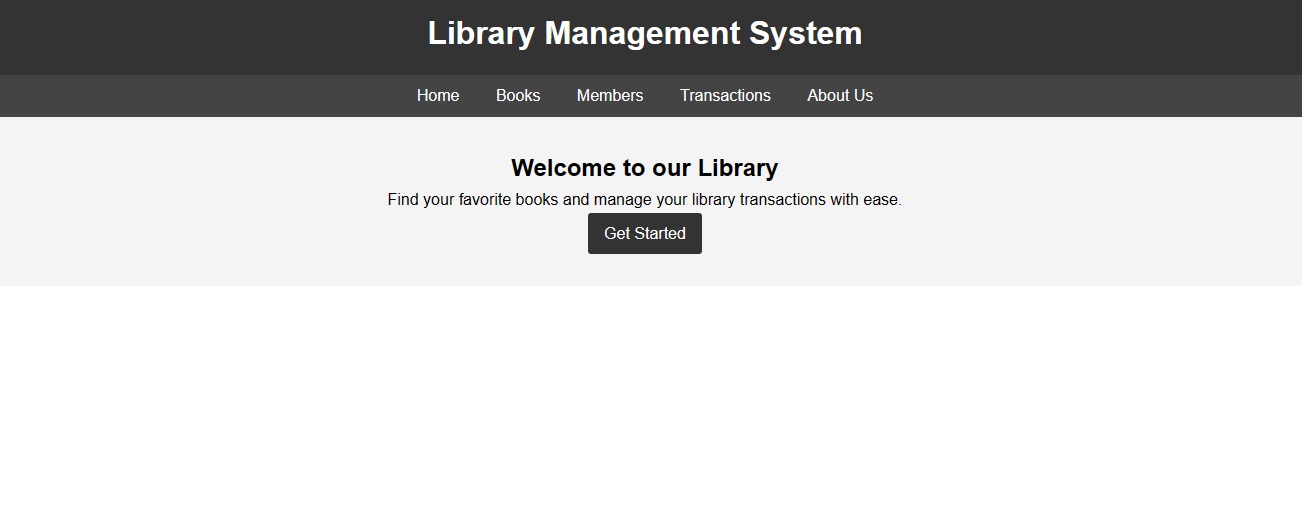 Library Management System
Home Books Members Transactions About Us
Welcome to our Library
Find your favorite books and manage your library transactions with ease.
Get Started